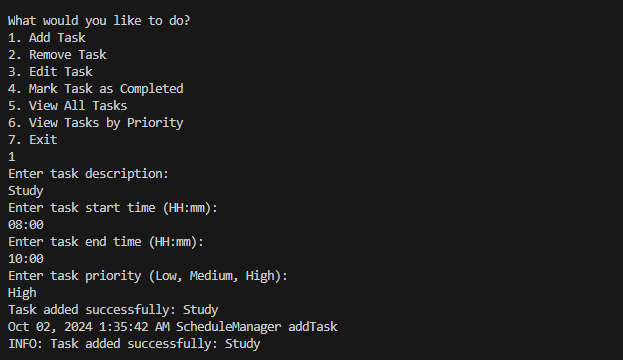 What would you like to do?
1. Add Task
2. Remove Task
3. Edit Task
4. Mark Task as Completed
5. View All Tasks
6. View Tasks by Priority
7. Exit
1
Enter task description:
Study
Enter task start time (HH:mm):
08:00
Enter task end time (HH:mm):
10:00
Enter task priority (Low, Medium, High):
High
Task added successfully: Study
Oct 02, 2024 1:35:42 AM ScheduleManager addTask
INFO: Task added successfully: Study